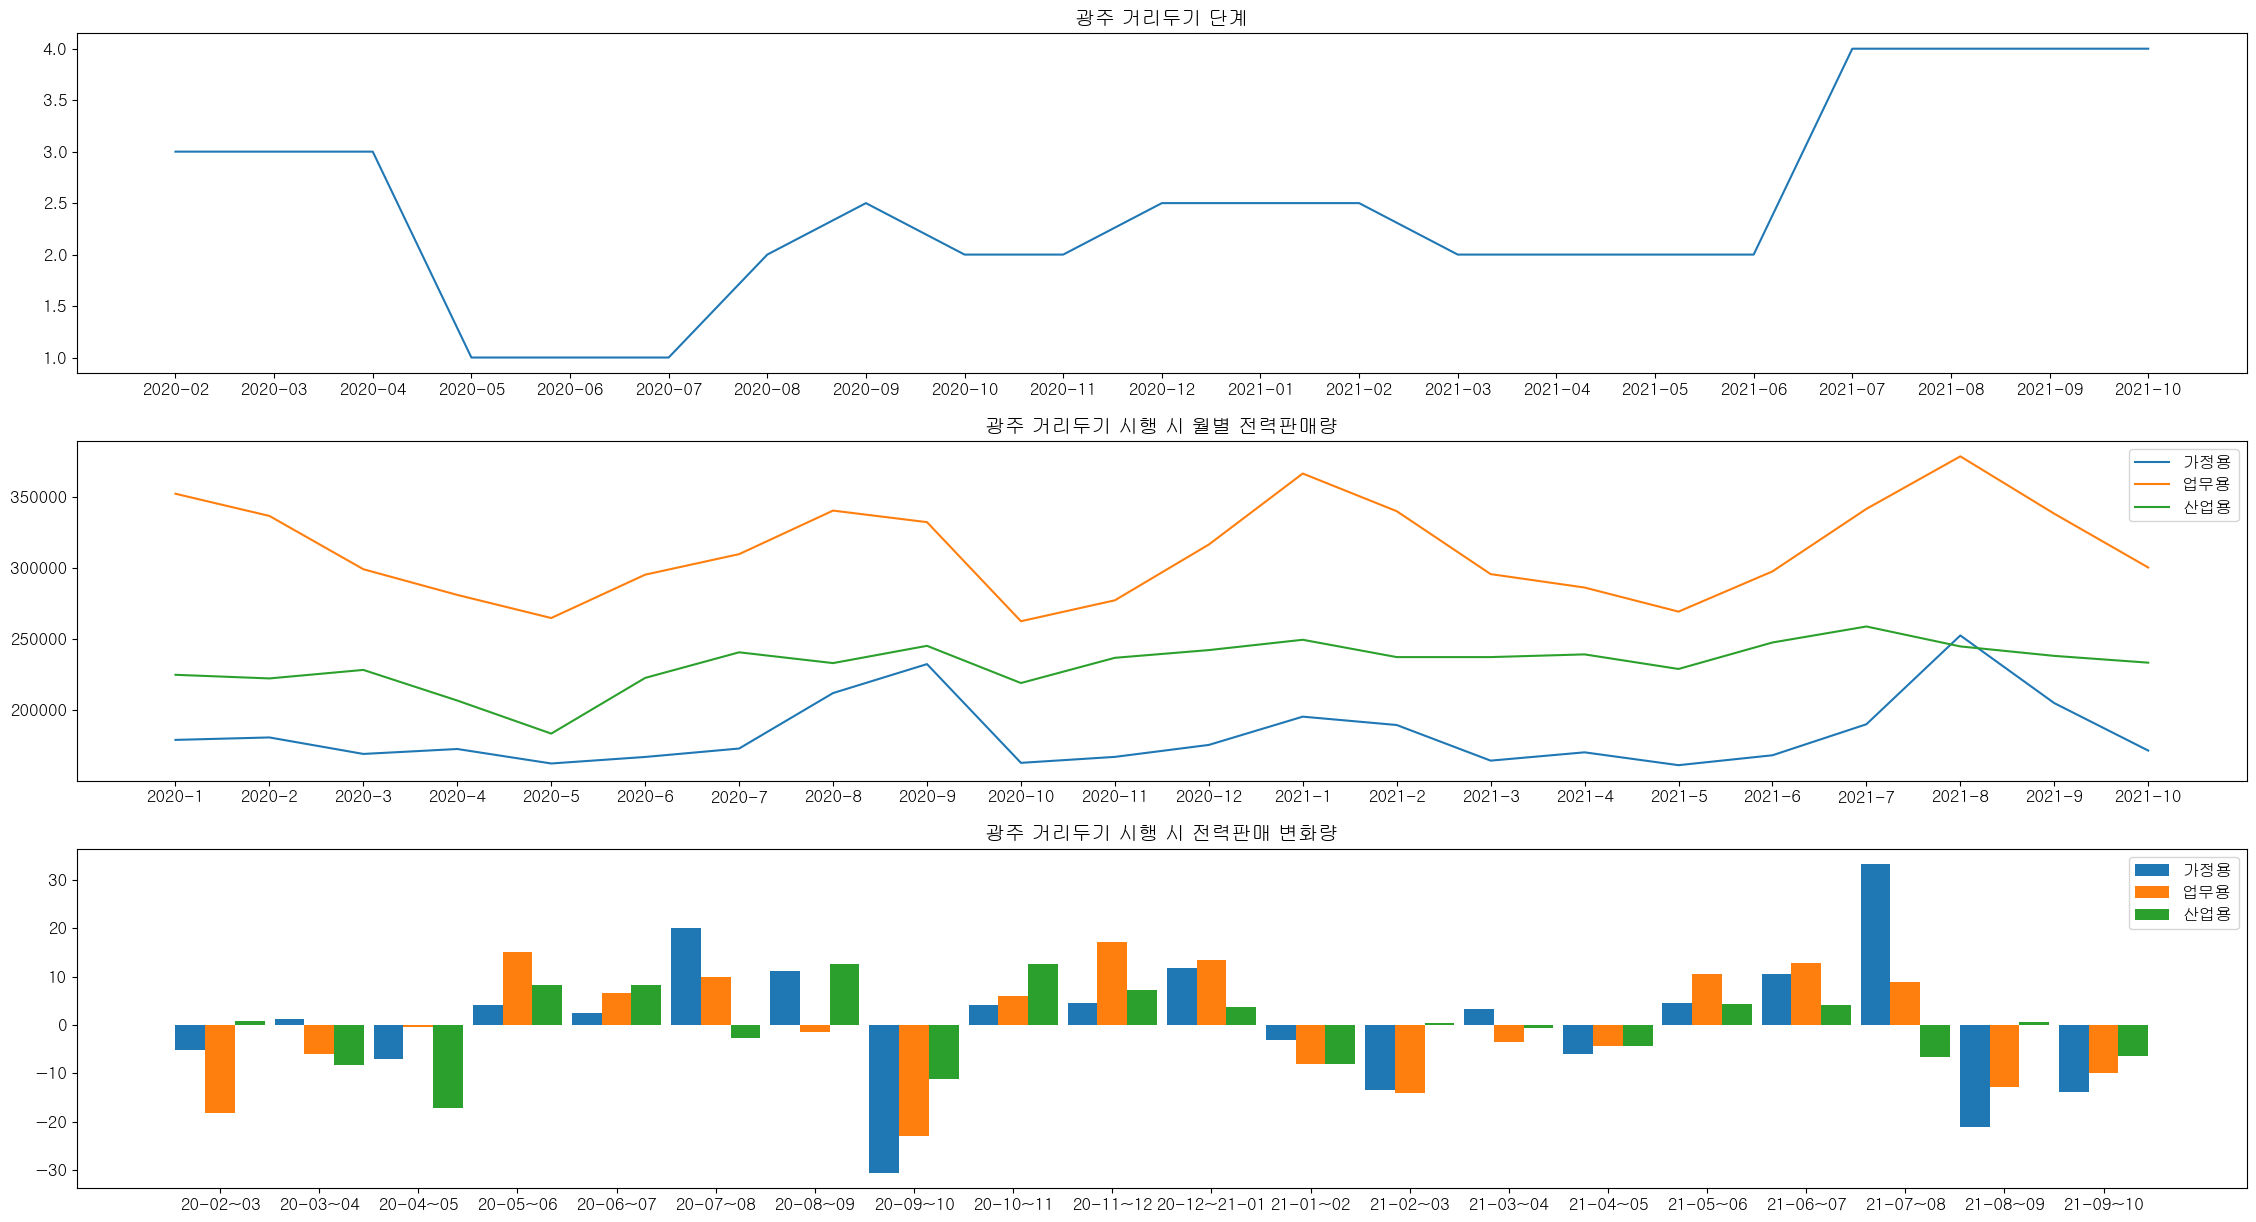 광주 거리두기 단계
4.0
3.5
3.0
2.5
2.0
1.5
1.0
2020-02 2020-03 2020-04 2020-05 2020-06 2020-07 2020-08 2020-09 2020-10 2020-11 2020-12 2021-01 2021-02 2021-03 2021-04 2021-05 2021-06 2021-07 2021-08 2021-09 2021-10
광주 거리두기 시행 시 월별 전력판매량
가정용
업무용
산업용
350000
300000
250000
200000
2020-1 2020-2 2020-3 2020-4 2020-5 2020-6 2020-7 2020-8 2020-9 2020-10 2020-11 2020-12 2021-1 2021-2 2021-3 2021-4 2021-5 2021-6 2021-7 2021-8 2021-9 2021-10
광주 거리두기 시행 시 전력판매 변화량
가정용
업무용
산업용
30
20
10
0
−10
−20
−30
20-02~03 20-03~04 20-04~05 20-05~06 20-06~07 20-07~08 20-08~09 20-09~10 20-10~11 20-11~12 20-12~21-01 21-01~02 21-02~03 21-03~04 21-04~05 21-05~06 21-06~07 21-07~08 21-08~09 21-09~10